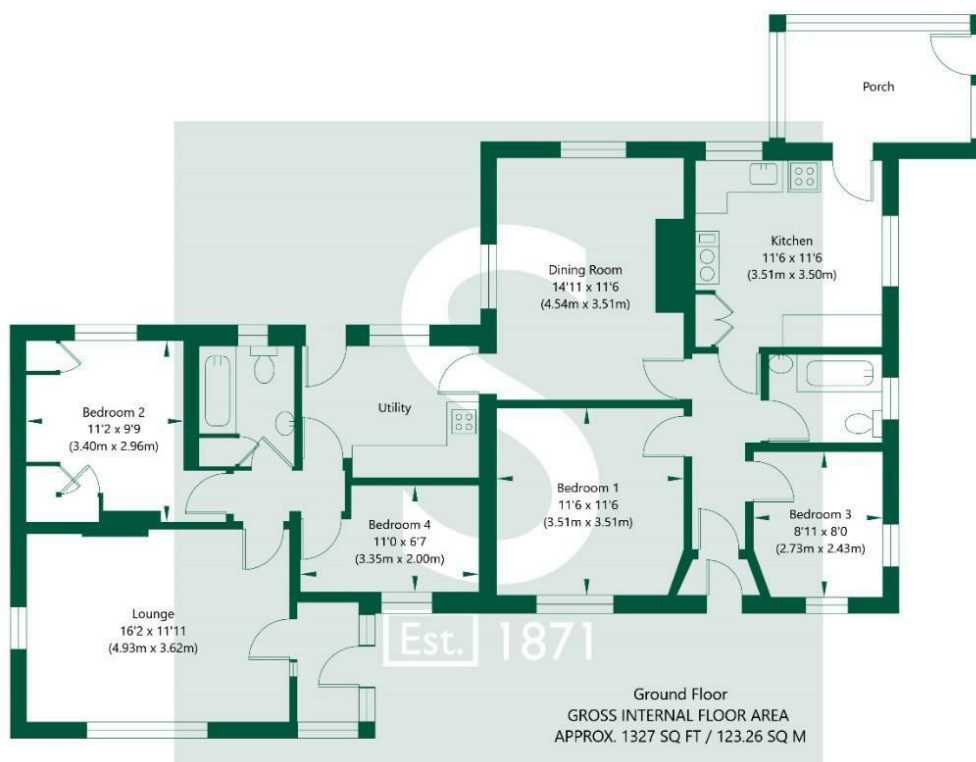 Porch
Kitchen
11'6 x 11'6
(3.51m x 3.50m)
Dining Room
14'11 x 11'6
(4.54m x 3.51m)
Utility
Bedroom 2
11'2 x 9'9
(3.40m x 2.96m)
Bedroom 1
11'6 x 11'6
(3.51m x 3.51m)
Bedroom 3
8'11 x 8'0
(2.73m x 2.43m)
Bedroom 4
11'0 x 6'7
(3.35m x 2.00m)
Lounge
16'2 x 11'11
(4.93m x 3.62m)
S
Est. 1871
Ground Floor
GROSS INTERNAL FLOOR AREA
APPROX. 1327 SQ FT / 123.26 SQ M